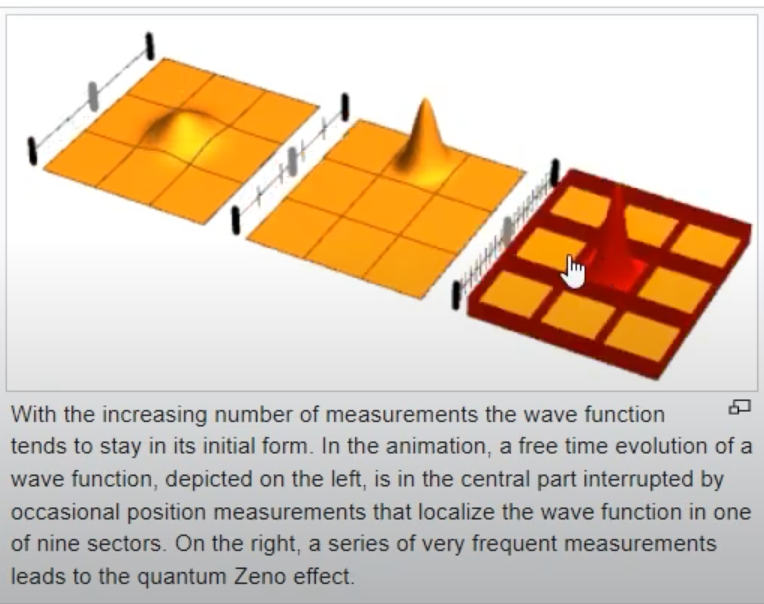 With the increasing number of measurements the wave function
tends to stay in its initial form. In the animation, a free time evolution of a
wave function, depicted on the left, is in the central part interrupted by
occasional position measurements that localize the wave function in one
of nine sectors. On the right, a series of very frequent measurements
leads to the quantum Zeno effect.